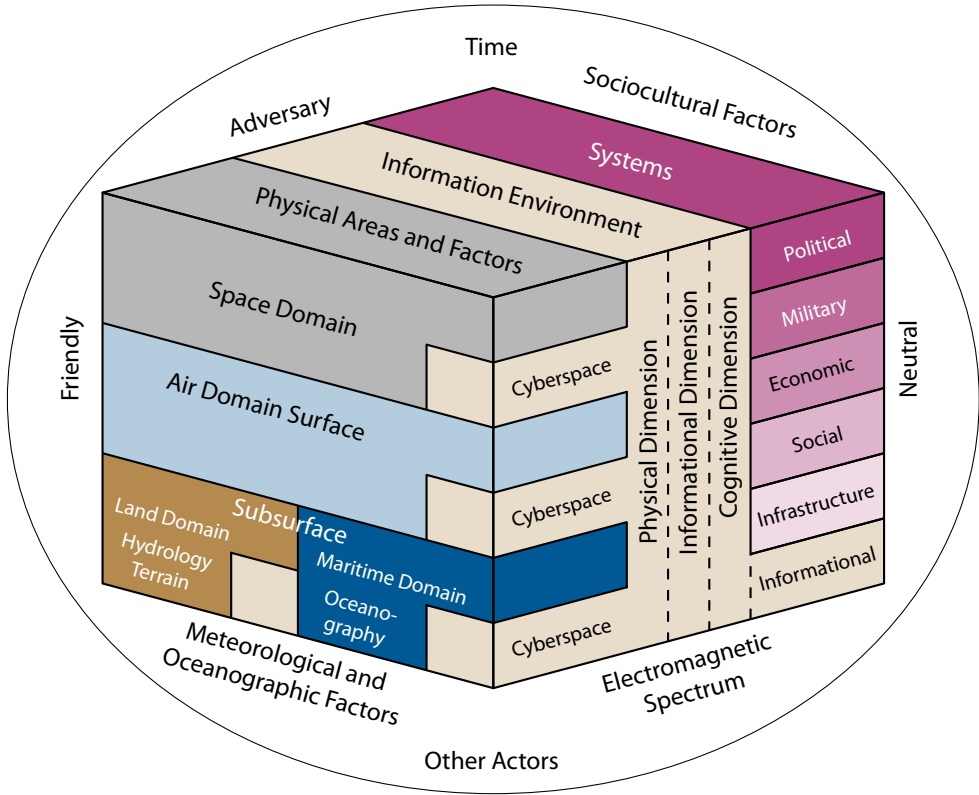 Time
Sociocultural Factors
Adversary
Systems
Information Environment
Physical Areas and Factors
Space Domain
Air Domain Surface
Subsurface
Land Domain
Hydrology
Terrain
Maritime Domain
Oceano-
graphy
Cyberspace
Cyberspace
Cyberspace
Physical Dimension
Informational Dimension
Cognitive Dimension
Political
Military
Economic
Social
Infrastructure
Informational
Friendly
Neutral
Meteorological and
Oceanographic Factors
Electromagnetic
Spectrum
Other Actors